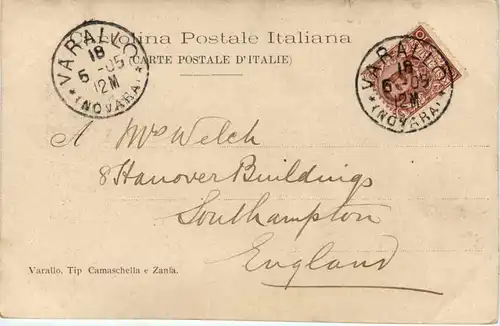 Cartolina Postale Italiana
(CARTE POSTALE D'ITALIE)
VARALLO
18
5 -05
12M
★(NOVARA)★
VARALLO
18
5 -05
12M
★(NOVARA)★
A Mrs Welch
8 Hanover Buildings
Southampton
England
Varallo. Tip Camaschella e Zanfa.